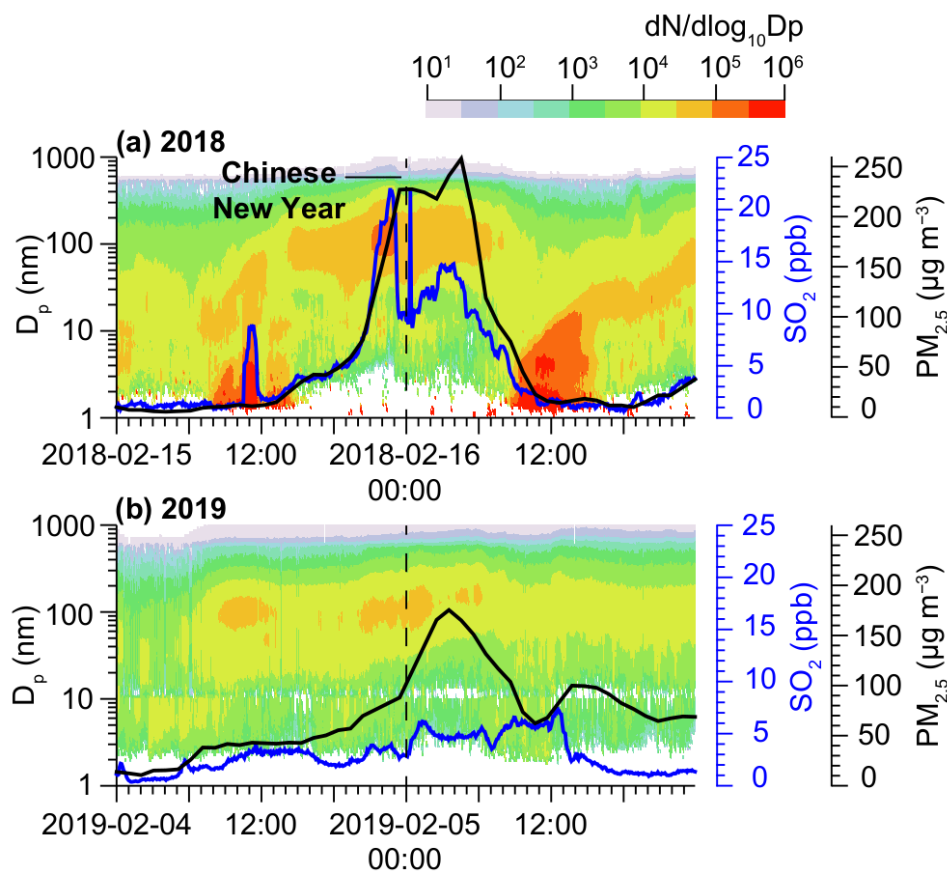 dN/dlog₁₀Dp
10¹ 10² 10³ 10⁴ 10⁵ 10⁶
(a) 2018
Chinese
New Year
1000
100
10
1
Dₚ (nm)
25
20
15
10
5
0
SO₂ (ppb)
250
200
150
100
50
0
PM₂.₅ (µg m⁻³)
2018-02-15 12:00 2018-02-16 12:00
00:00
(b) 2019
1000
100
10
1
Dₚ (nm)
25
20
15
10
5
0
SO₂ (ppb)
250
200
150
100
50
0
PM₂.₅ (µg m⁻³)
2019-02-04 12:00 2019-02-05 12:00
00:00